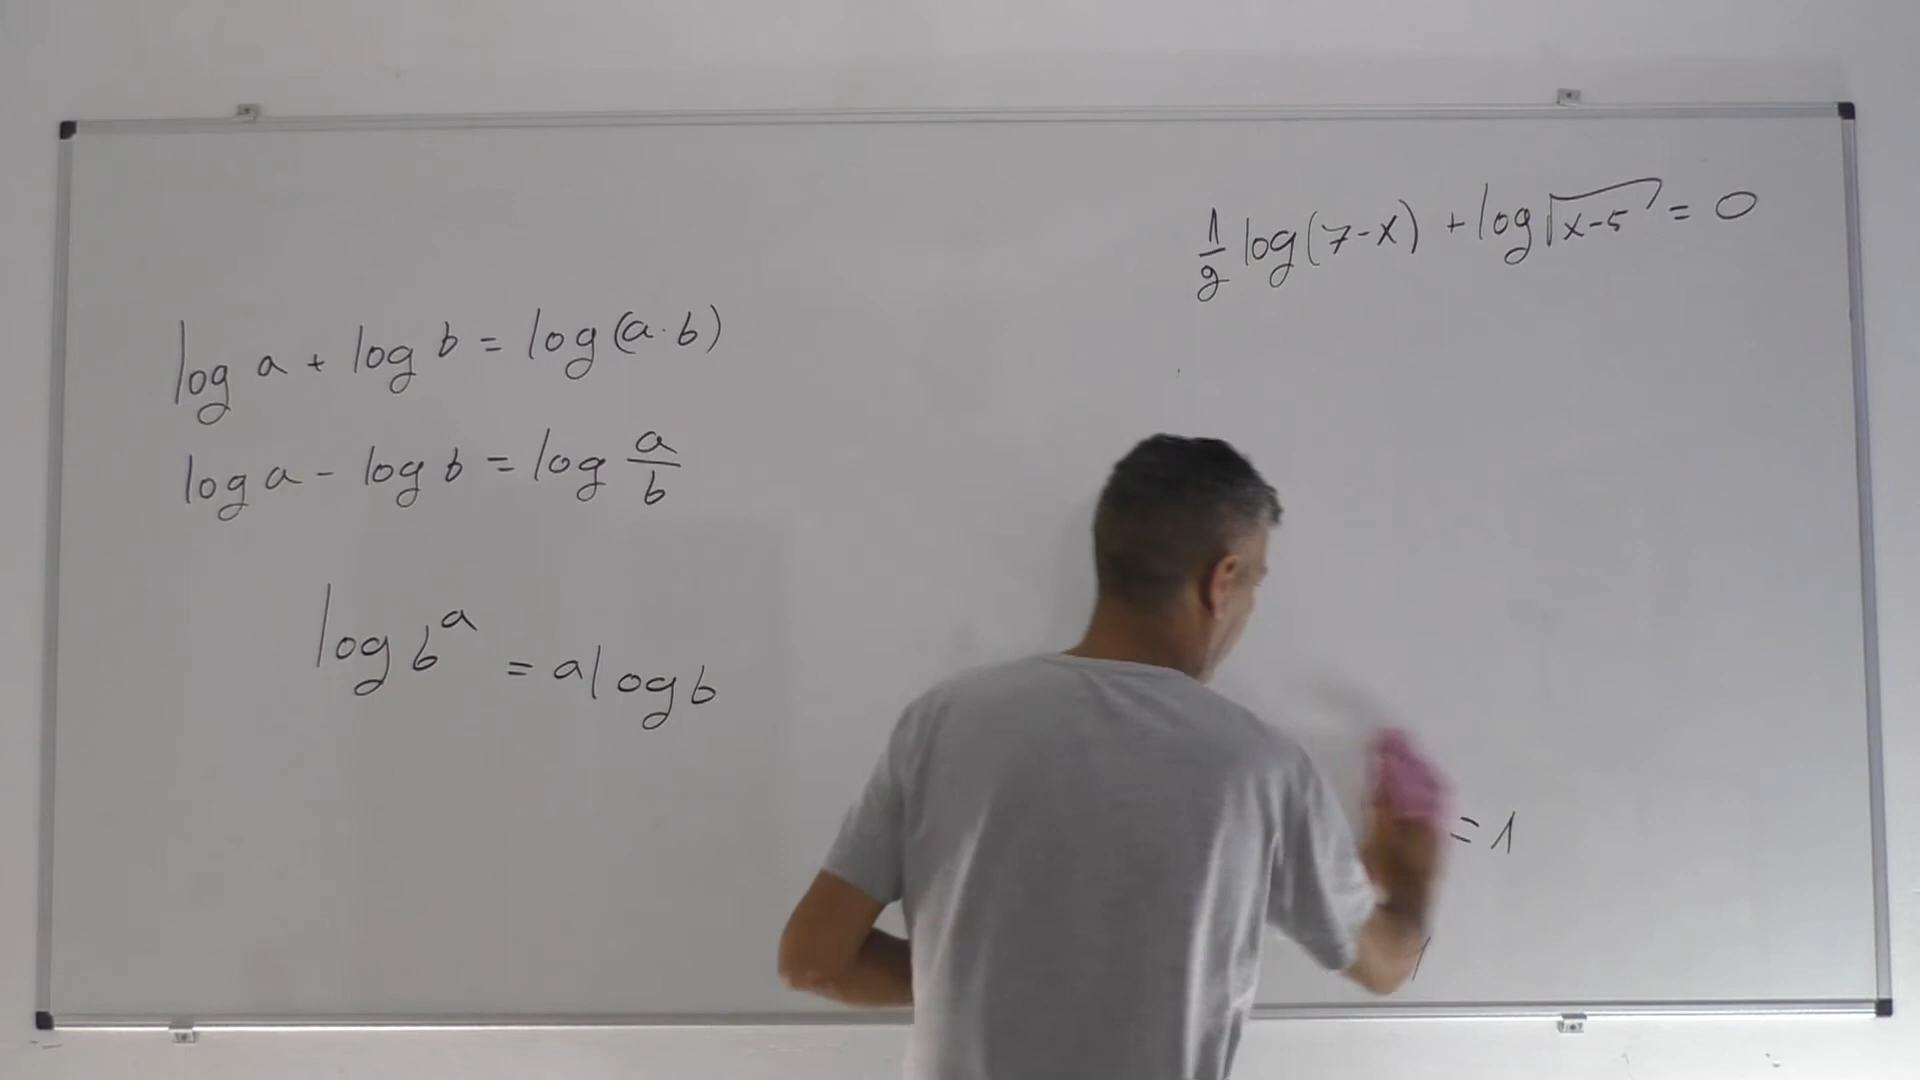 log a + log b = log(a·b)
log a - log b = log a/b
log b^a = a log b
1/2 log(7-x) + log √(x-5) = 0
= 1